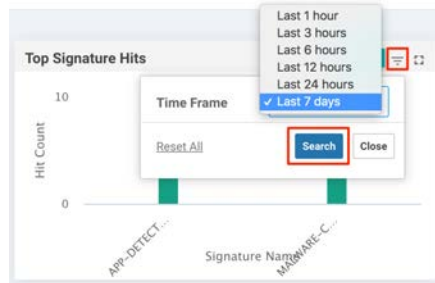 Last 1 hour
Last 3 hours
Last 6 hours
Last 12 hours
Last 24 hours
✓ Last 7 days
Top Signature Hits
Time Frame
Reset All
Search
Close
10
0
Hit Count
APP-DETECT...
MALWARE-C...
Signature Name